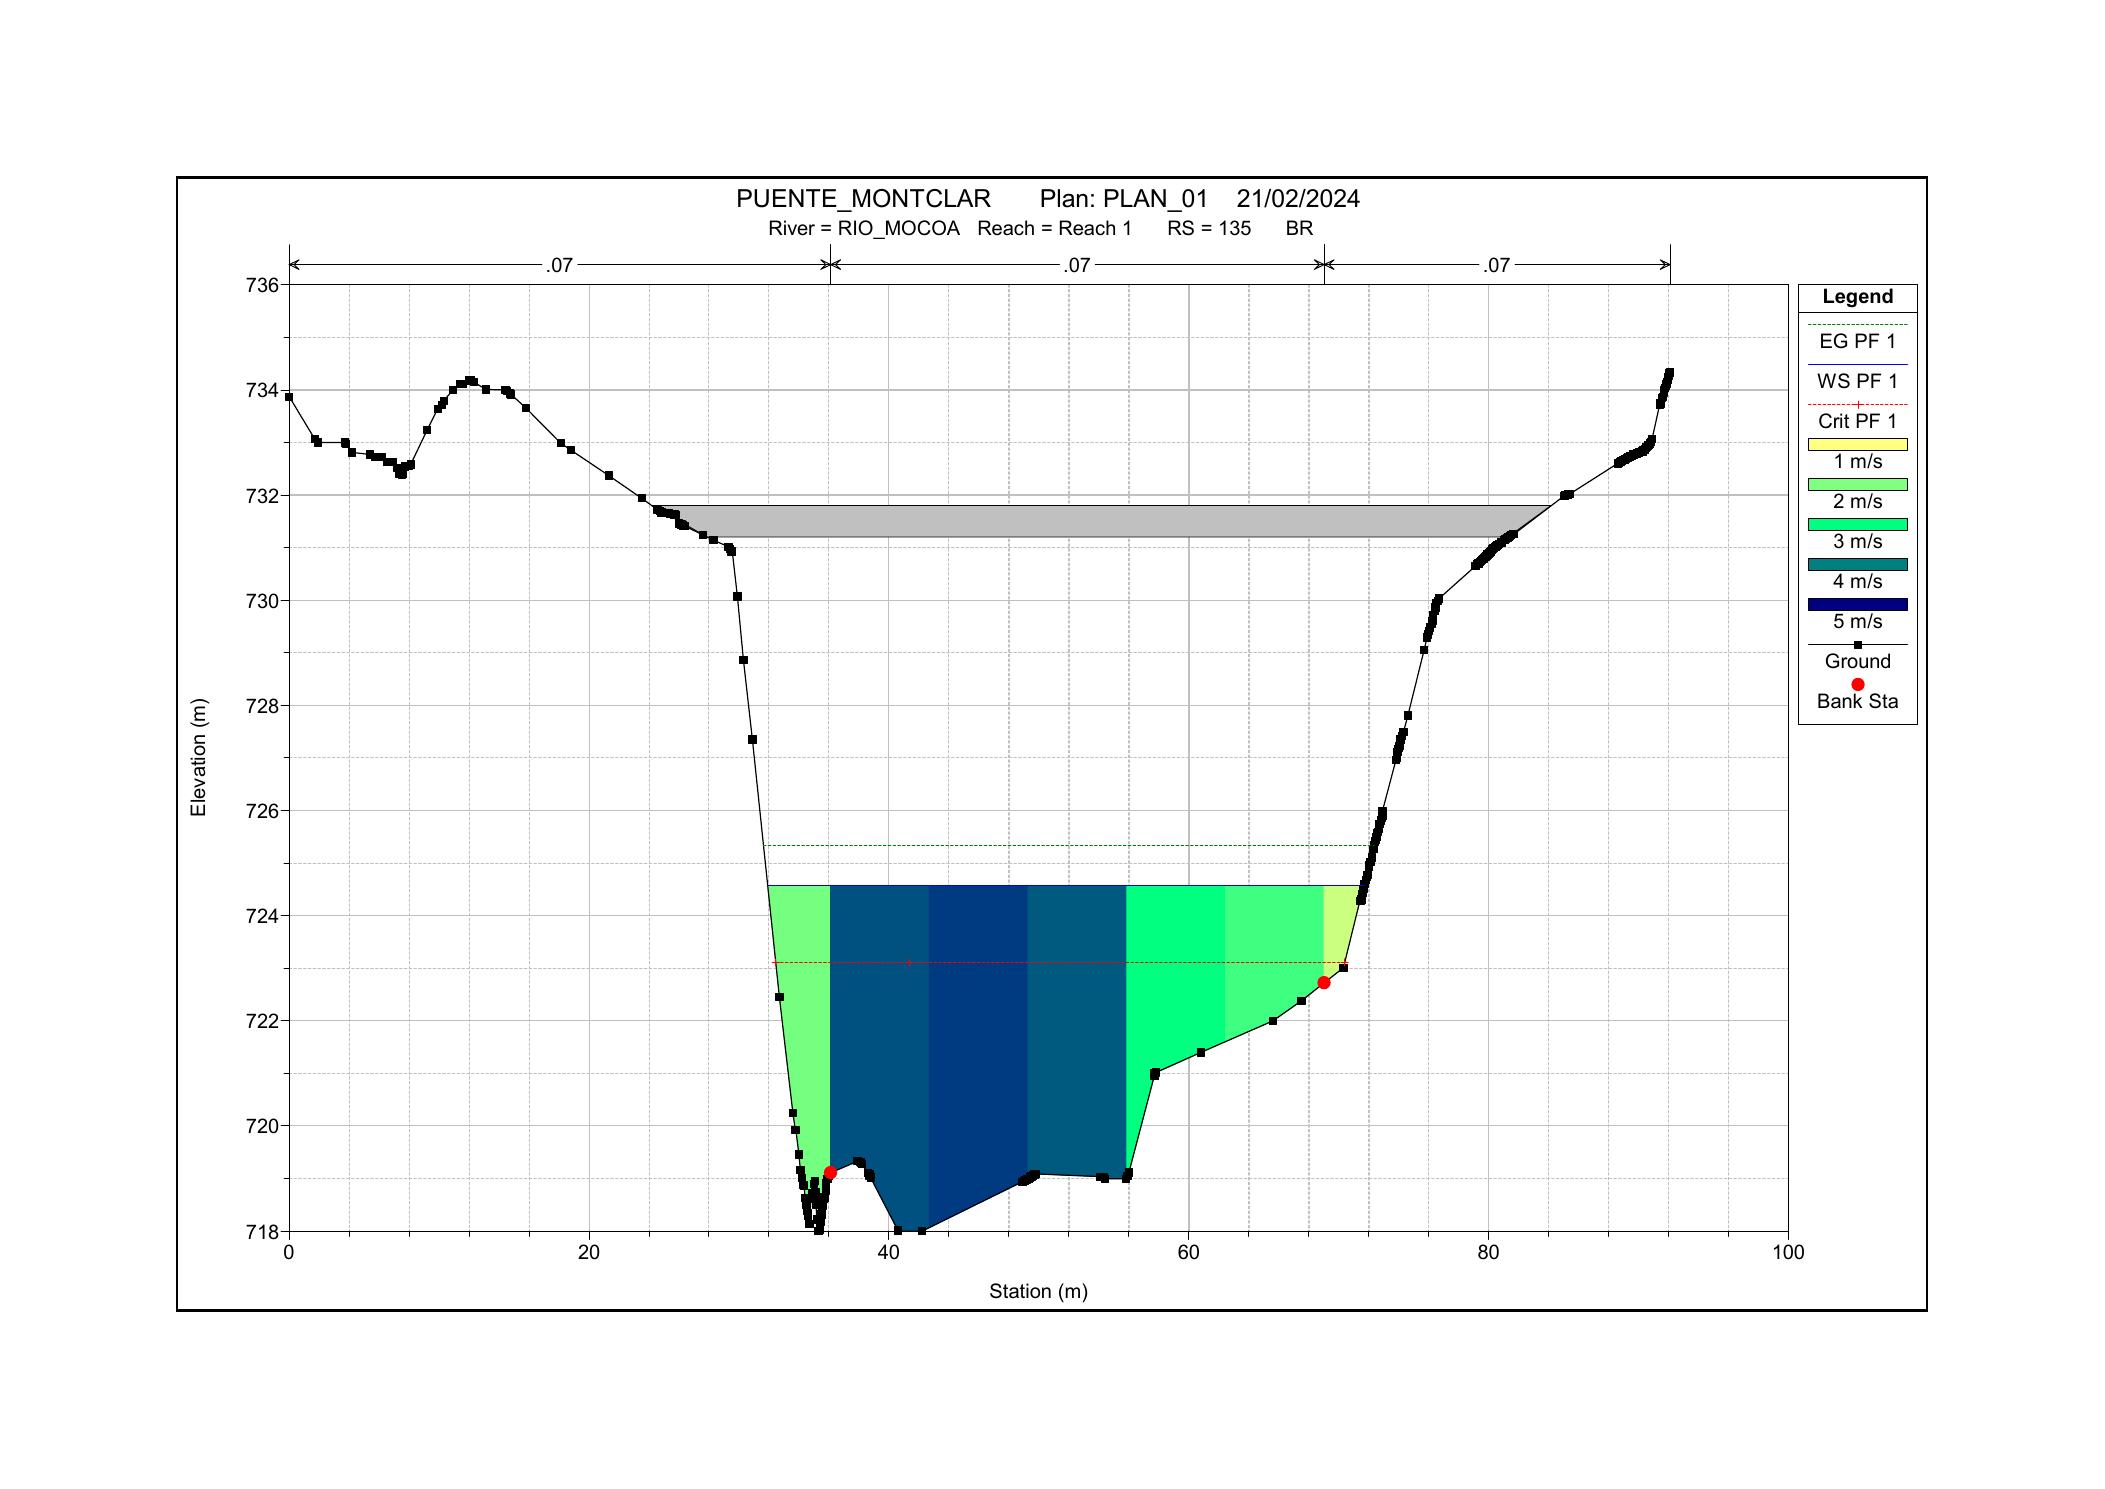 PUENTE_MONTCLAR Plan: PLAN_01 21/02/2024
River = RIO_MOCOA Reach = Reach 1 RS = 135 BR
.07 .07 .07
736
734
732
730
728
726
724
722
720
718
Elevation (m)
0 20 40 60 80 100
Station (m)
Legend
EG PF 1
WS PF 1
Crit PF 1
1 m/s
2 m/s
3 m/s
4 m/s
5 m/s
Ground
Bank Sta